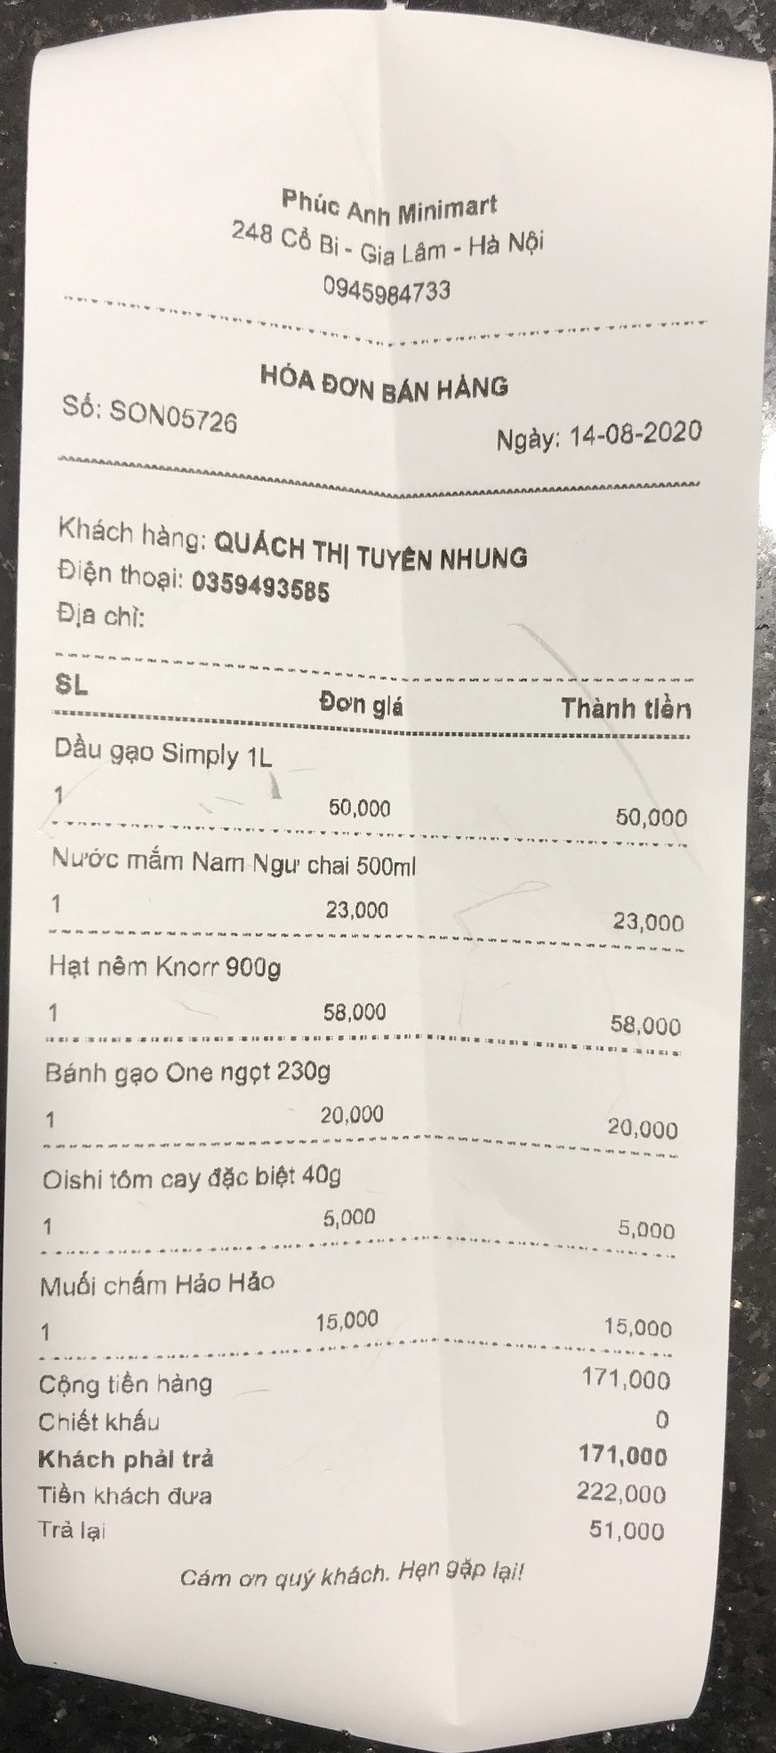 Phúc Anh Minimart
248 Cổ Bi - Gia Lâm - Hà Nội
0945984733
HÓA ĐƠN BÁN HÀNG
Số: SON05726 Ngày: 14-08-2020
Khách hàng: QUÁCH THỊ TUYẾN NHUNG
Điện thoại: 0359493585
Địa chỉ:
SL Đơn giá Thành tiền
Dầu gạo Simply 1L
1 50,000 50,000
Nước mắm Nam Ngư chai 500ml
1 23,000 23,000
Hạt nêm Knorr 900g
1 58,000 58,000
Bánh gạo One ngọt 230g
1 20,000 20,000
Oishi tôm cay đặc biệt 40g
1 5,000 5,000
Muối chấm Hảo Hảo
1 15,000 15,000
Cộng tiền hàng 171,000
Chiết khấu 0
Khách phải trả 171,000
Tiền khách đưa 222,000
Trả lại 51,000
Cám ơn quý khách. Hẹn gặp lại!